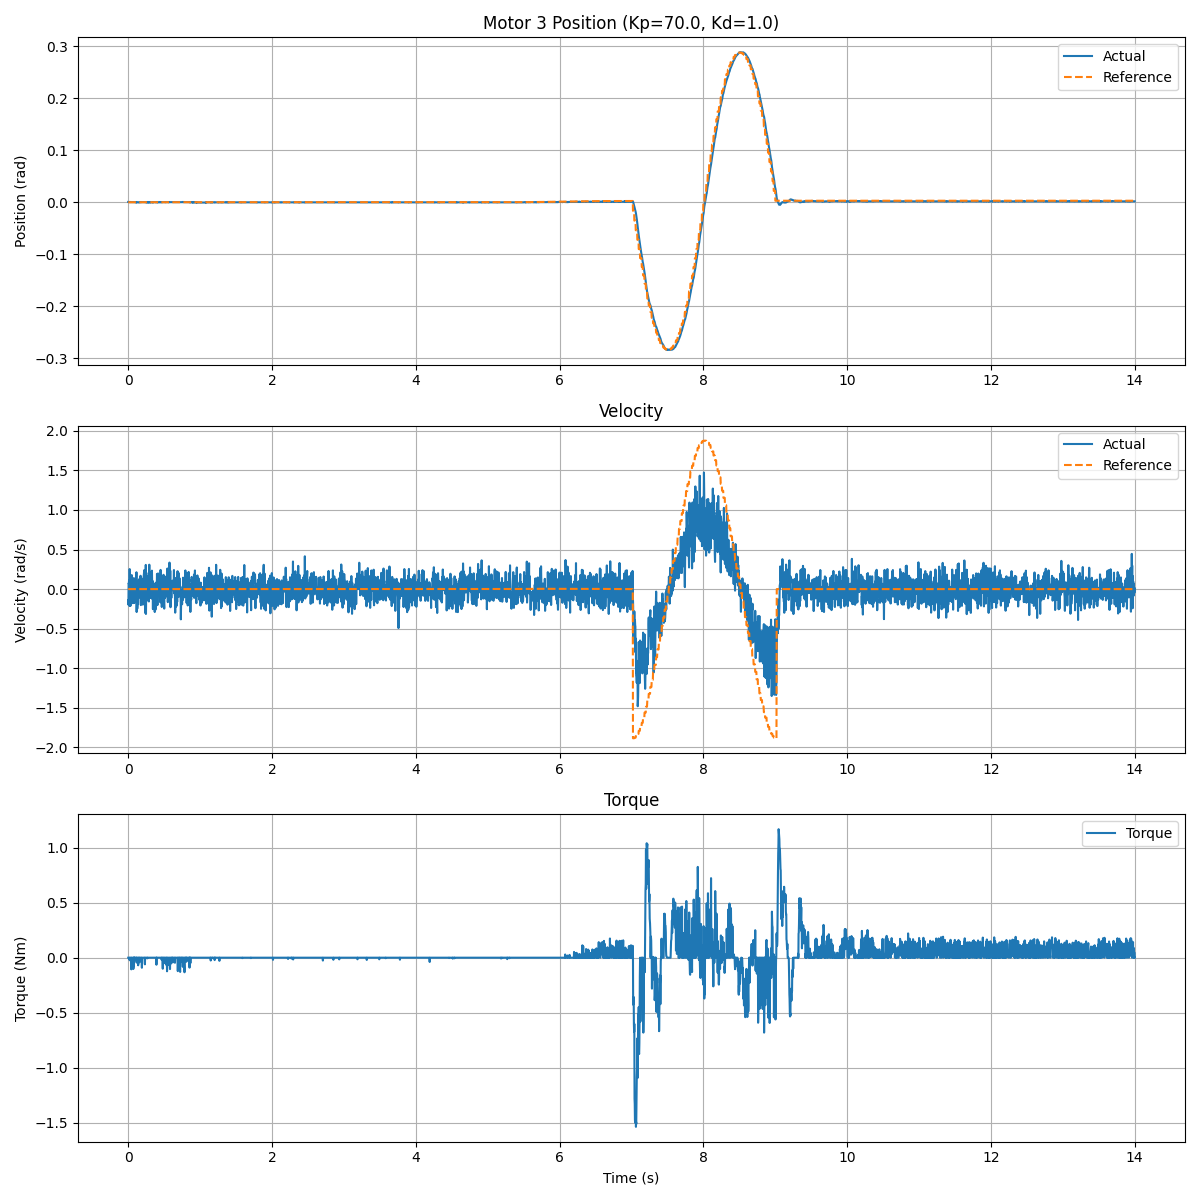 Motor 3 Position (Kp=70.0, Kd=1.0)
0.3
0.2
0.1
0.0
−0.1
−0.2
−0.3
Position (rad)
Actual
Reference
0 2 4 6 8 10 12 14
Velocity
2.0
1.5
1.0
0.5
0.0
−0.5
−1.0
−1.5
−2.0
Velocity (rad/s)
Actual
Reference
0 2 4 6 8 10 12 14
Torque
1.0
0.5
0.0
−0.5
−1.0
−1.5
Torque (Nm)
Torque
0 2 4 6 8 10 12 14
Time (s)